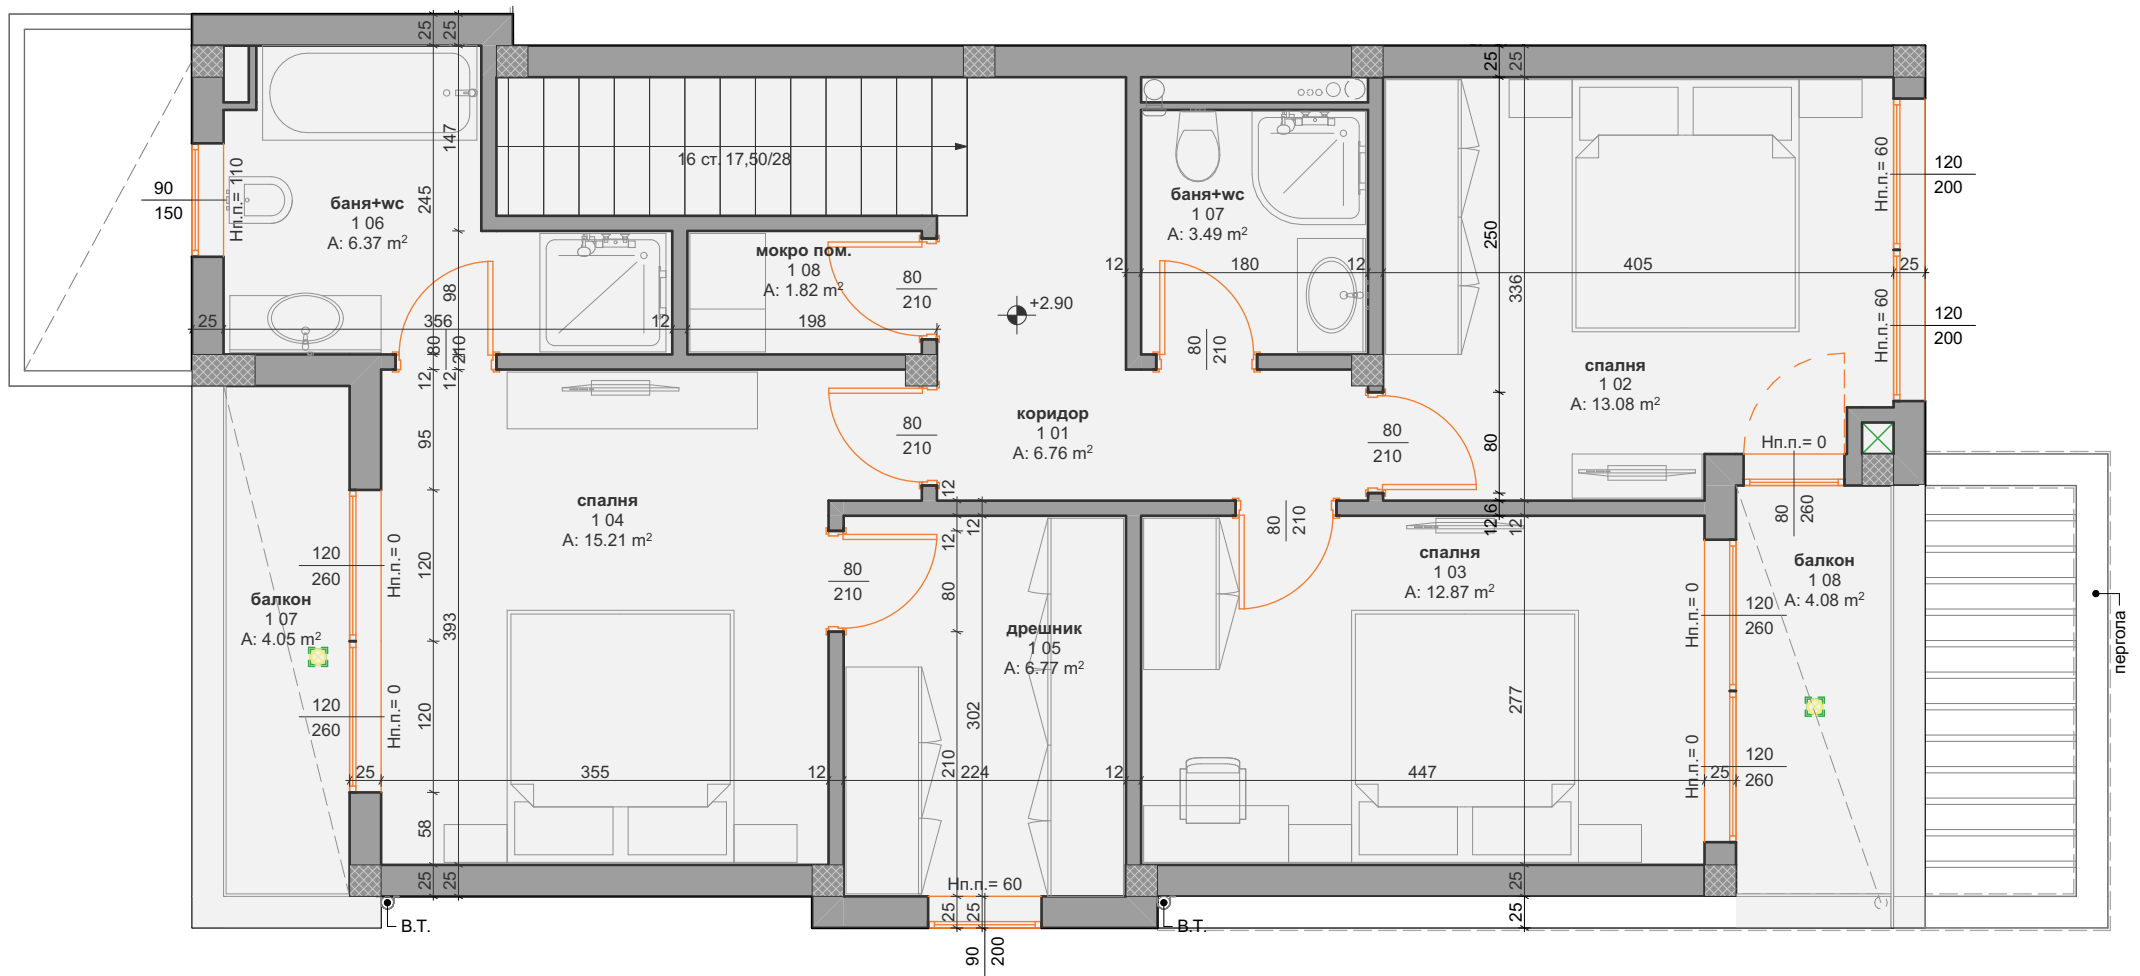 25
25
25
25
16 ст. 17,50/28
147
245
98
баня+wc
1 06
A: 6.37 m²
90
150
Нп.п.= 110
25
356
12
198
80
210
12
12
мокро пом.
1 08
A: 1.82 m²
80
210
+2.90
баня+wc
1 07
A: 3.49 m²
12
180
12
80
210
250
336
405
25
Нп.п.= 60
120
200
Нп.п.= 60
120
200
спалня
1 02
A: 13.08 m²
Нп.п.= 0
80
260
коридор
1 01
A: 6.76 m²
80
210
80
210
80
95
спалня
1 04
A: 15.21 m²
12
12
12
80
210
80
80
210
12
6
12
спалня
1 03
A: 12.87 m²
балкон
1 08
A: 4.08 m²
пергола
120
260
Нп.п.= 0
120
балкон
1 07
A: 4.05 m²
393
120
260
Нп.п.= 0
120
дрешник
1 05
A: 6.77 m²
302
210
277
Нп.п.= 0
120
260
Нп.п.= 0
120
260
25
355
12
224
12
447
25
58
25
25
Нп.п.= 60
25
25
90
200
25
25
В.Т.
В.Т.